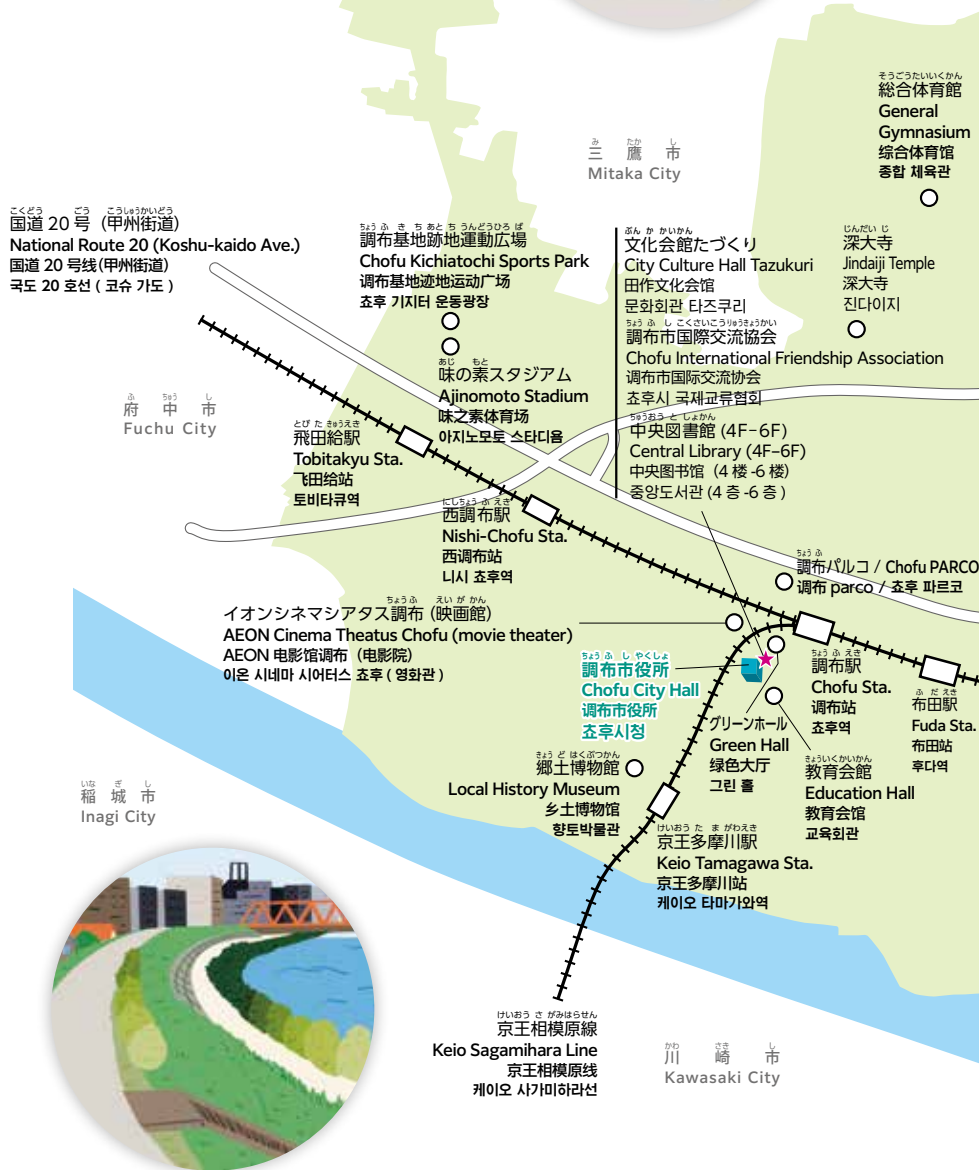 そうごうたいいくかん
総合体育館
General
Gymnasium
综合体育馆
종합 체육관
み たか し
三鷹市
Mitaka City
こくどう ごう こうしゅうかいどう
国道 20 号 (甲州街道)
National Route 20 (Koshu-kaido Ave.)
国道 20 号线(甲州街道)
국도 20 호선 ( 코슈 가도 )
ちょう ふ き ち あと ち うんどうひろ ば
調布基地跡地運動広場
Chofu Kichiatochi Sports Park
调布基地迹地运动广场
쵸후 기지터 운동광장
ぶん か かいかん
文化会館たづくり
City Culture Hall Tazukuri
田作文化会馆
문화회관 타즈쿠리
ちょう ふ し こくさいこうりゅうきょうかい
調布市国際交流協会
Chofu International Friendship Association
调布市国际交流协会
쵸후시 국제교류협회
ちゅうおう と しょかん
中央図書館 (4F-6F)
Central Library (4F-6F)
中央图书馆 (4 楼 -6 楼)
중앙도서관 (4 층 -6 층 )
じんだい じ
深大寺
Jindaiji Temple
深大寺
진다이지
あじ もと
味の素スタジアム
Ajinomoto Stadium
味之素体育场
아지노모토 스타디움
ふ ちゅう し
府中市
Fuchu City
とび た きゅうえき
飛田給駅
Tobitakyu Sta.
飞田给站
토비타큐역
にしちょう ふ えき
西調布駅
Nishi-Chofu Sta.
西调布站
니시 쵸후역
ちょう ふ
調布パルコ / Chofu PARCO
调布 parco / 쵸후 파르코
ちょうふ えい が かん
イオンシネマシアタス調布 (映画館)
AEON Cinema Theatus Chofu (movie theater)
AEON 电影馆调布 (电影院)
이온 시네마 시어터스 쵸후 ( 영화관 )
ちょう ふ し やくしょ
調布市役所
Chofu City Hall
调布市役所
쵸후시청
ちょう ふ えき
調布駅
Chofu Sta.
调布站
쵸후역
ふ だ えき
布田駅
Fuda Sta.
布田站
후다역
グリーンホール
Green Hall
绿色大厅
그린 홀
きょういくかいかん
教育会館
Education Hall
教育会馆
교육회관
きょう ど はくぶつかん
郷土博物館
Local History Museum
乡土博物馆
향토박물관
いな ぎ し
稲城市
Inagi City
けいおう た ま がわえき
京王多摩川駅
Keio Tamagawa Sta.
京王多摩川站
케이오 타마가와역
けいおう さ がみはらせん
京王相模原線
Keio Sagamihara Line
京王相模原线
케이오 사가미하라선
かわ さき し
川崎市
Kawasaki City